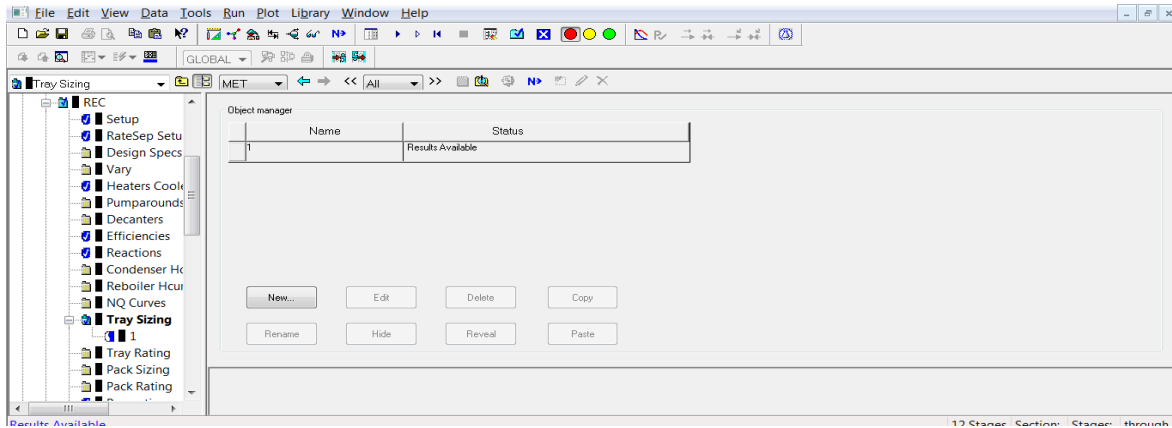 File Edit View Data Tools Run Plot Library Window Help
N>
GLOBAL
Tray Sizing MET << All >> N>
REC
Setup
RateSep Setu
Design Specs
Vary
Heaters Coole
Pumparounds
Decanters
Efficiencies
Reactions
Condenser Hc
Reboiler Hcur
NQ Curves
Tray Sizing
1
Tray Rating
Pack Sizing
Pack Rating
Object manager
Name Status
1 Results Available
New... Edit Delete Copy
Rename Hide Reveal Paste
Results Available 12 Stages Section: Stages: through